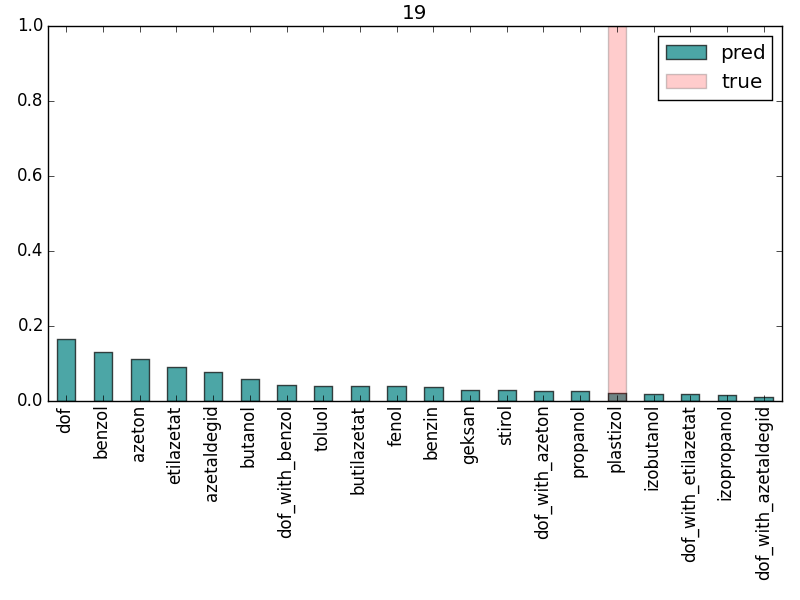 19
1.0
0.8
0.6
0.4
0.2
0.0
pred
true
dof
benzol
azeton
etilazetat
azetaldegid
butanol
dof_with_benzol
toluol
butilazetat
fenol
benzin
geksan
stirol
dof_with_azeton
propanol
plastizol
izobutanol
dof_with_etilazetat
izopropanol
dof_with_azetaldegid